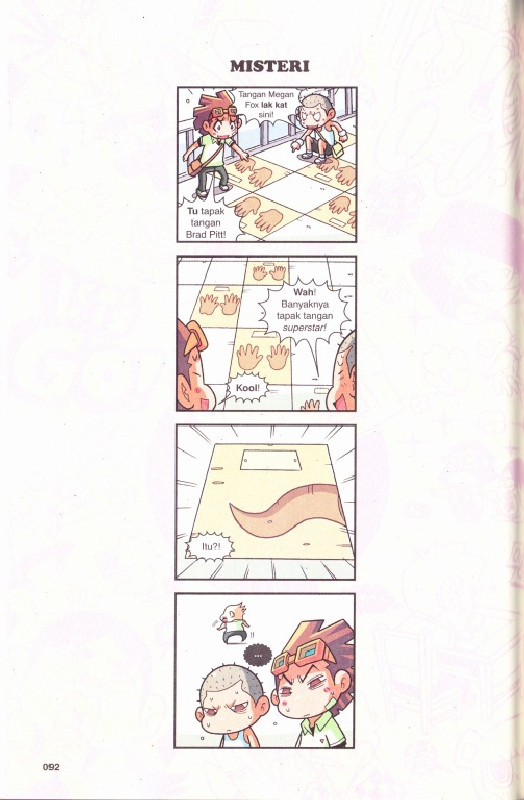 MISTERI
Tangan Megan
Fox lak kat
sini!
Tu tapak
tangan
Brad Pitt!
Wah!
Banyaknya
tapak tangan
superstar!
Kool!
Itu?!
!!
...
092